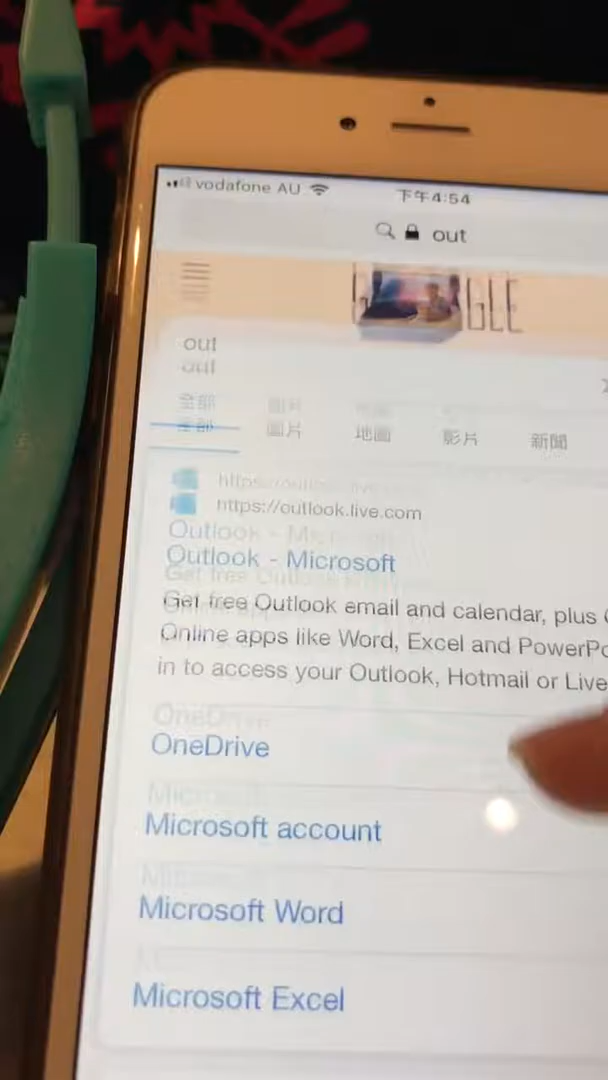 vodafone AU
下午4:54
out
out
out
全部 圖片 地圖 影片 新聞
https://outlook.live.com
Outlook - Microsoft
Get free Outlook email and calendar, plus
Online apps like Word, Excel and
in to access your Outlook, Hotmail or Live
OneDrive
Microsoft account
Microsoft Word
Microsoft Excel